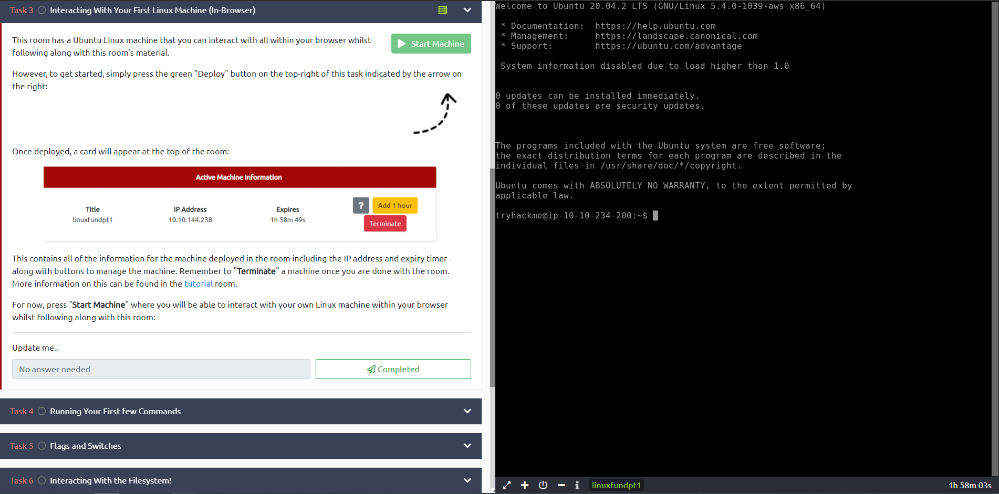 Task 3 Interacting With Your First Linux Machine (In-Browser)
This room has a Ubuntu Linux machine that you can interact with all within your browser whilst
following along with this room's material.
Start Machine
However, to get started, simply press the green "Deploy" button on the top-right of this task indicated by the arrow on
the right:
Once deployed, a card will appear at the top of the room:
Active Machine Information
Title
linuxfundpt1
IP Address
10.10.144.238
Expires
1h 58m 49s
? Add 1 hour
Terminate
This contains all of the information for the machine deployed in the room including the IP address and expiry timer -
along with buttons to manage the machine. Remember to "Terminate" a machine once you are done with the room.
More information on this can be found in the tutorial room.
For now, press "Start Machine" where you will be able to interact with your own Linux machine within your browser
whilst following along with this room:
Update me..
No answer needed
Completed
Task 4 Running Your First few Commands
Task 5 Flags and Switches
Task 6 Interacting With the Filesystem!
Welcome to Ubuntu 20.04.2 LTS (GNU/Linux 5.4.0-1039-aws x86_64)
* Documentation:  https://help.ubuntu.com
* Management:     https://landscape.canonical.com
* Support:        https://ubuntu.com/advantage
System information disabled due to load higher than 1.0
0 updates can be installed immediately.
0 of these updates are security updates.
The programs included with the Ubuntu system are free software;
the exact distribution terms for each program are described in the
individual files in /usr/share/doc/*/copyright.
Ubuntu comes with ABSOLUTELY NO WARRANTY, to the extent permitted by
applicable law.
tryhackme@ip-10-10-234-200:~$
linuxfundpt1
1h 58m 03s